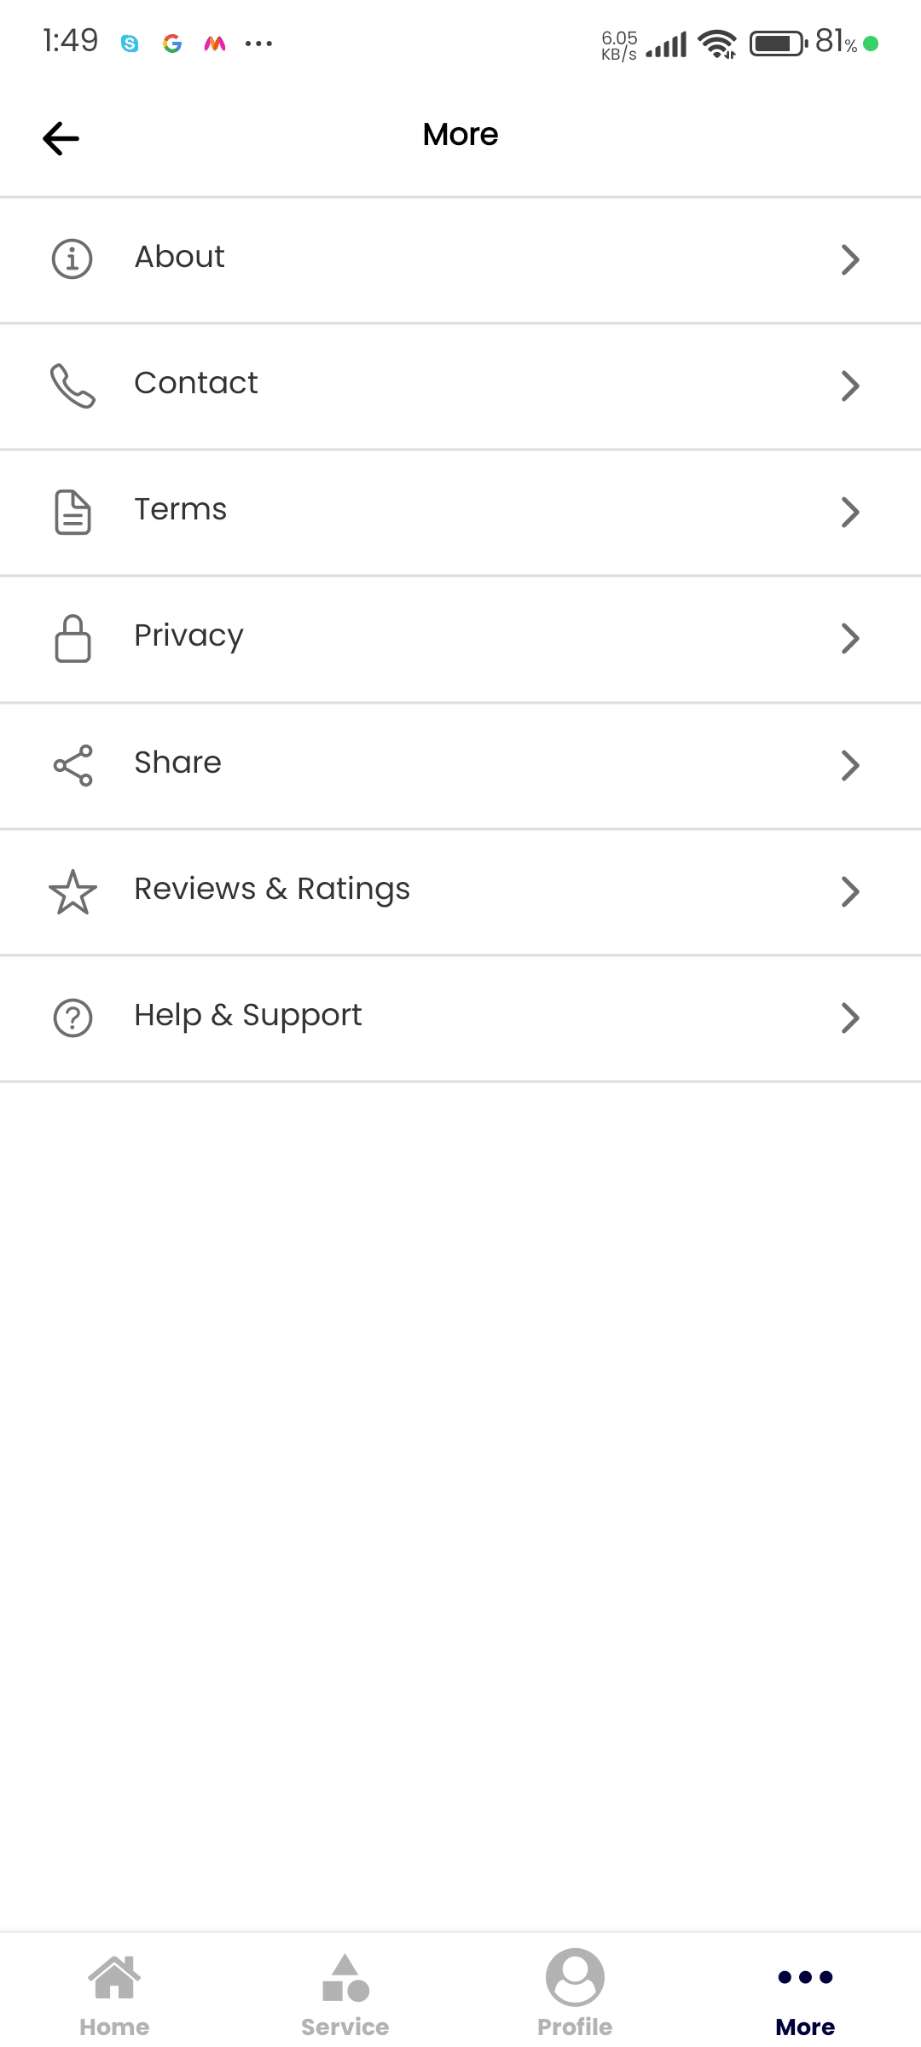 1:49 6.05 KB/s 81%
More
About
Contact
Terms
Privacy
Share
Reviews & Ratings
Help & Support
Home Service Profile More